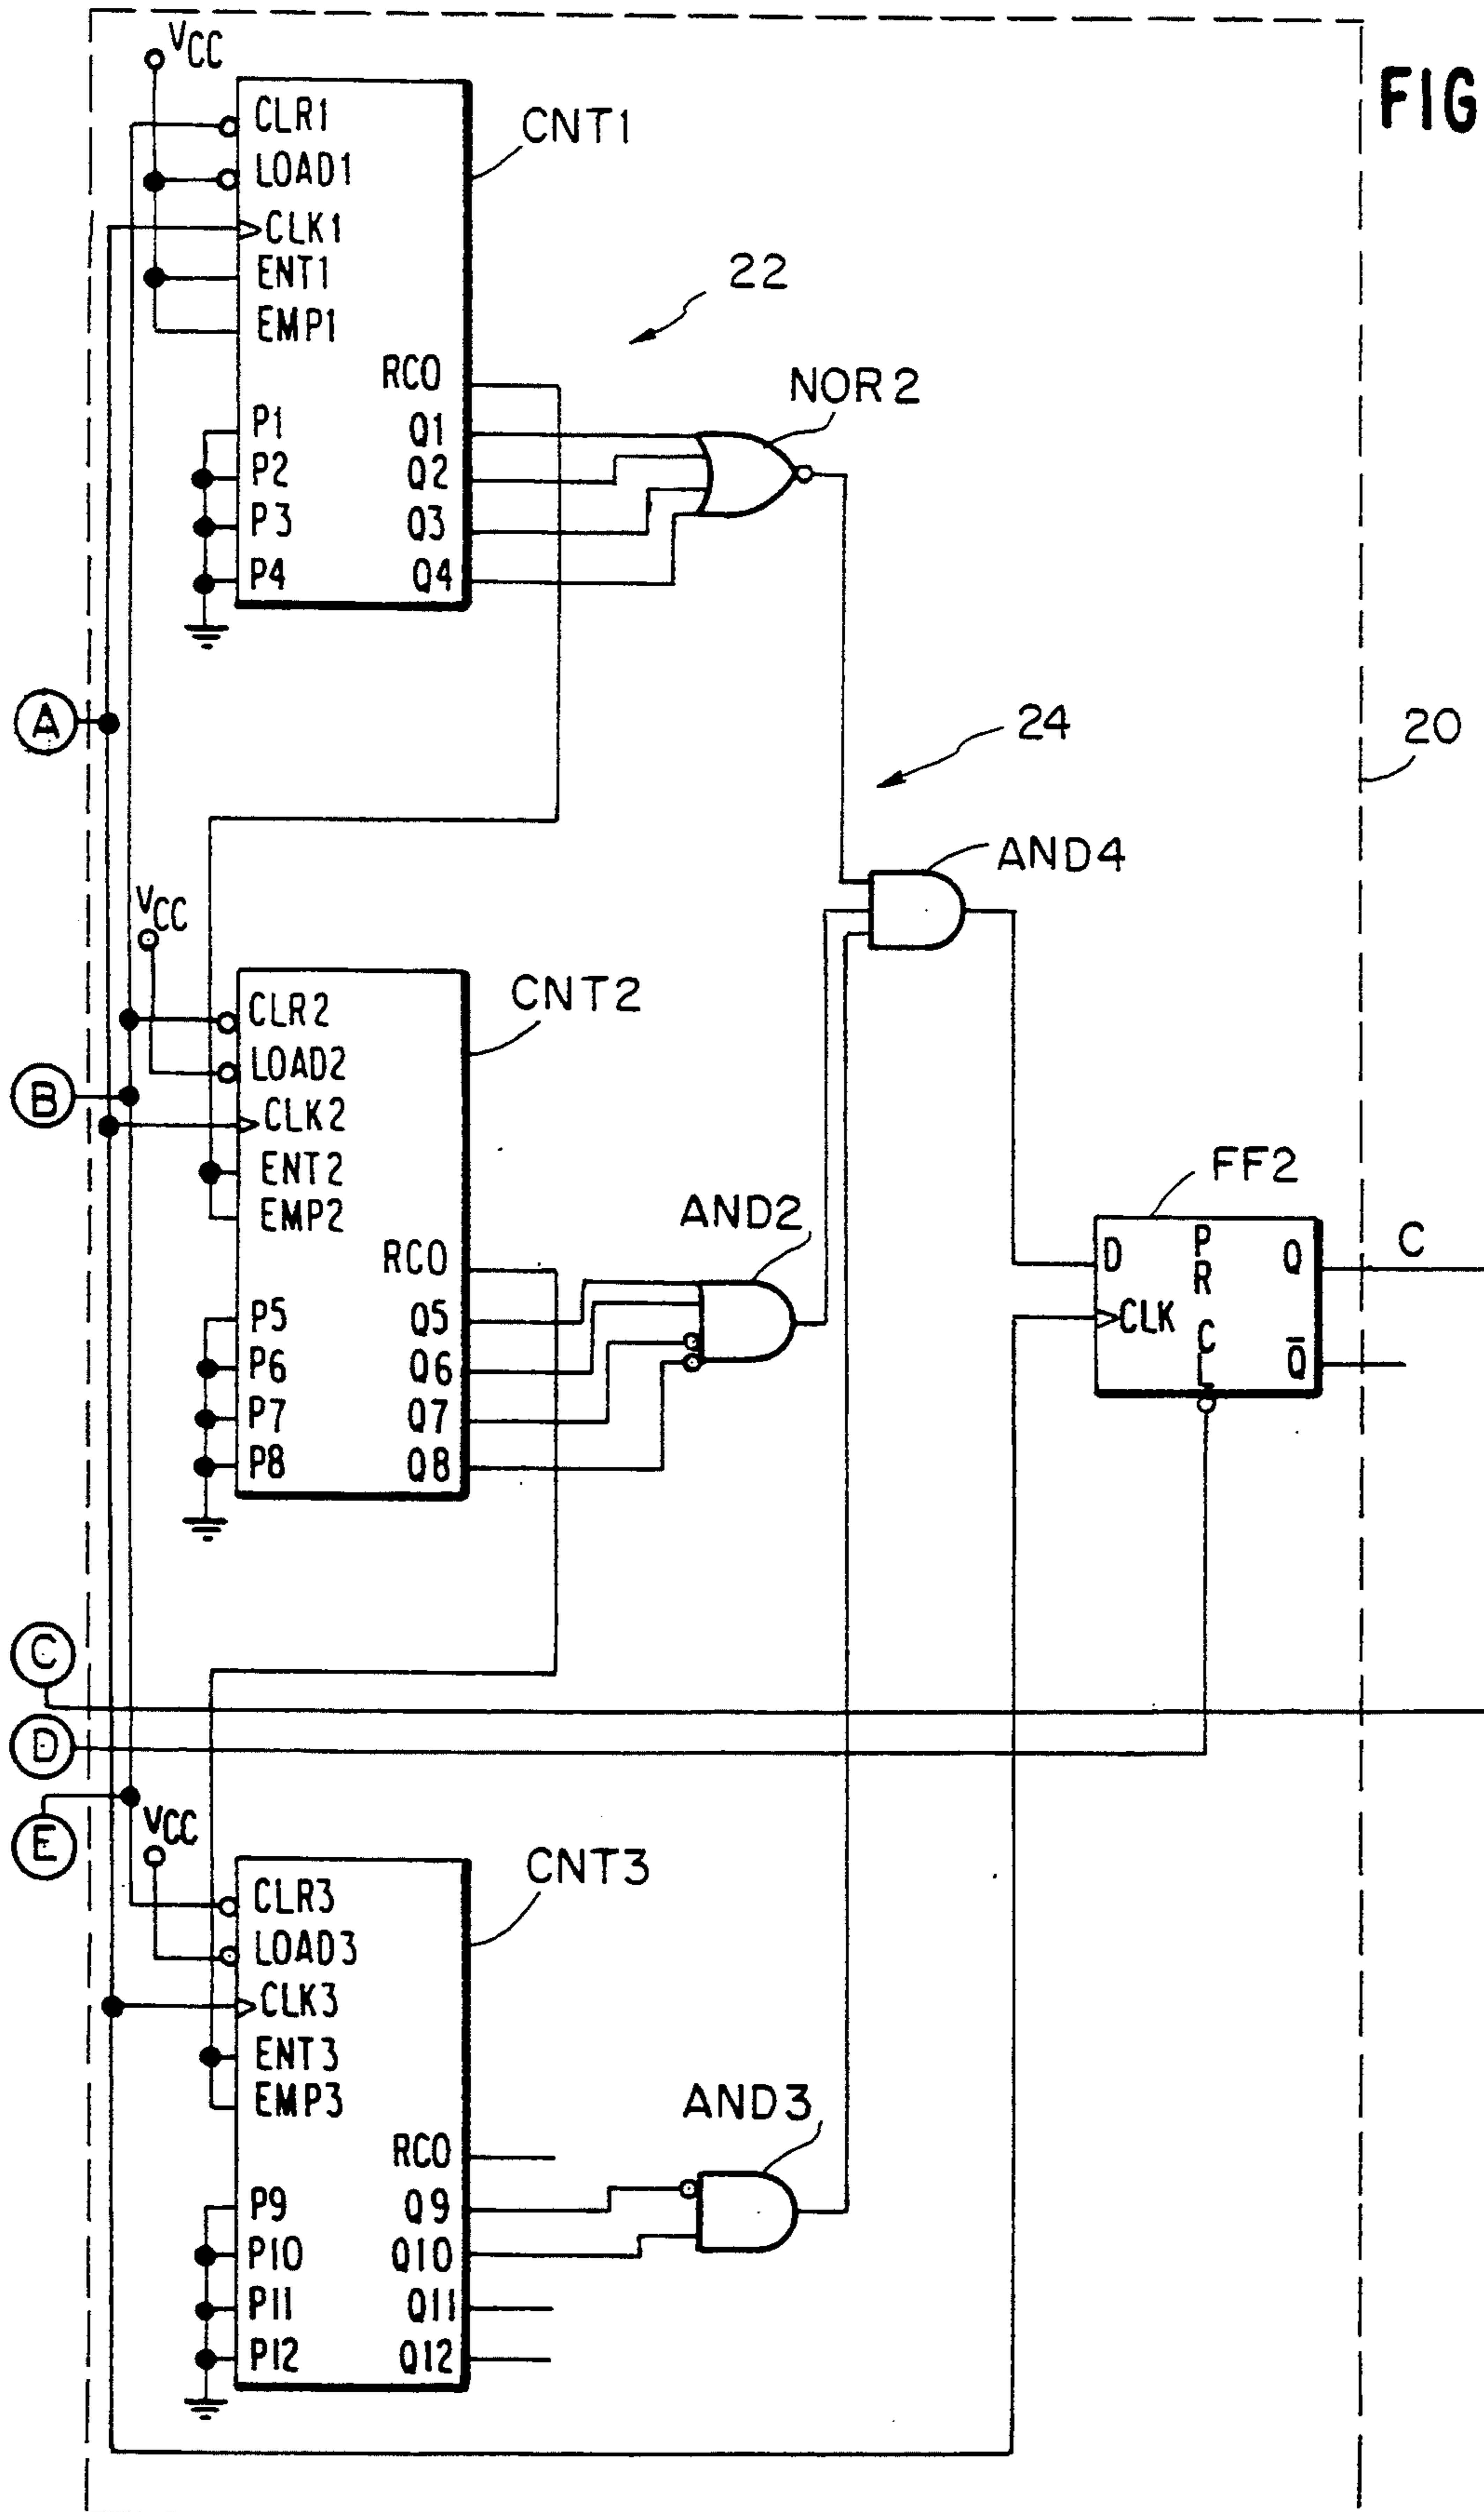 FIG
VCC
CLR1
CNT1
LOAD1
CLK1
ENT1
22
EMP1
RCO
NOR2
P1
Q1
P2
Q2
P3
Q3
P4
Q4
A
24
20
AND4
VCC
CNT2
CLR2
LOAD2
B
CLK2
ENT2
FF2
EMP2
AND2
RCO
D
PR
Q
C
P5
Q5
CLK
CL
Q̅
P6
Q6
P7
Q7
P8
Q8
C
D
VCC
E
CNT3
CLR3
LOAD3
CLK3
ENT3
EMP3
AND3
RCO
P9
Q9
P10
Q10
P11
Q11
P12
Q12